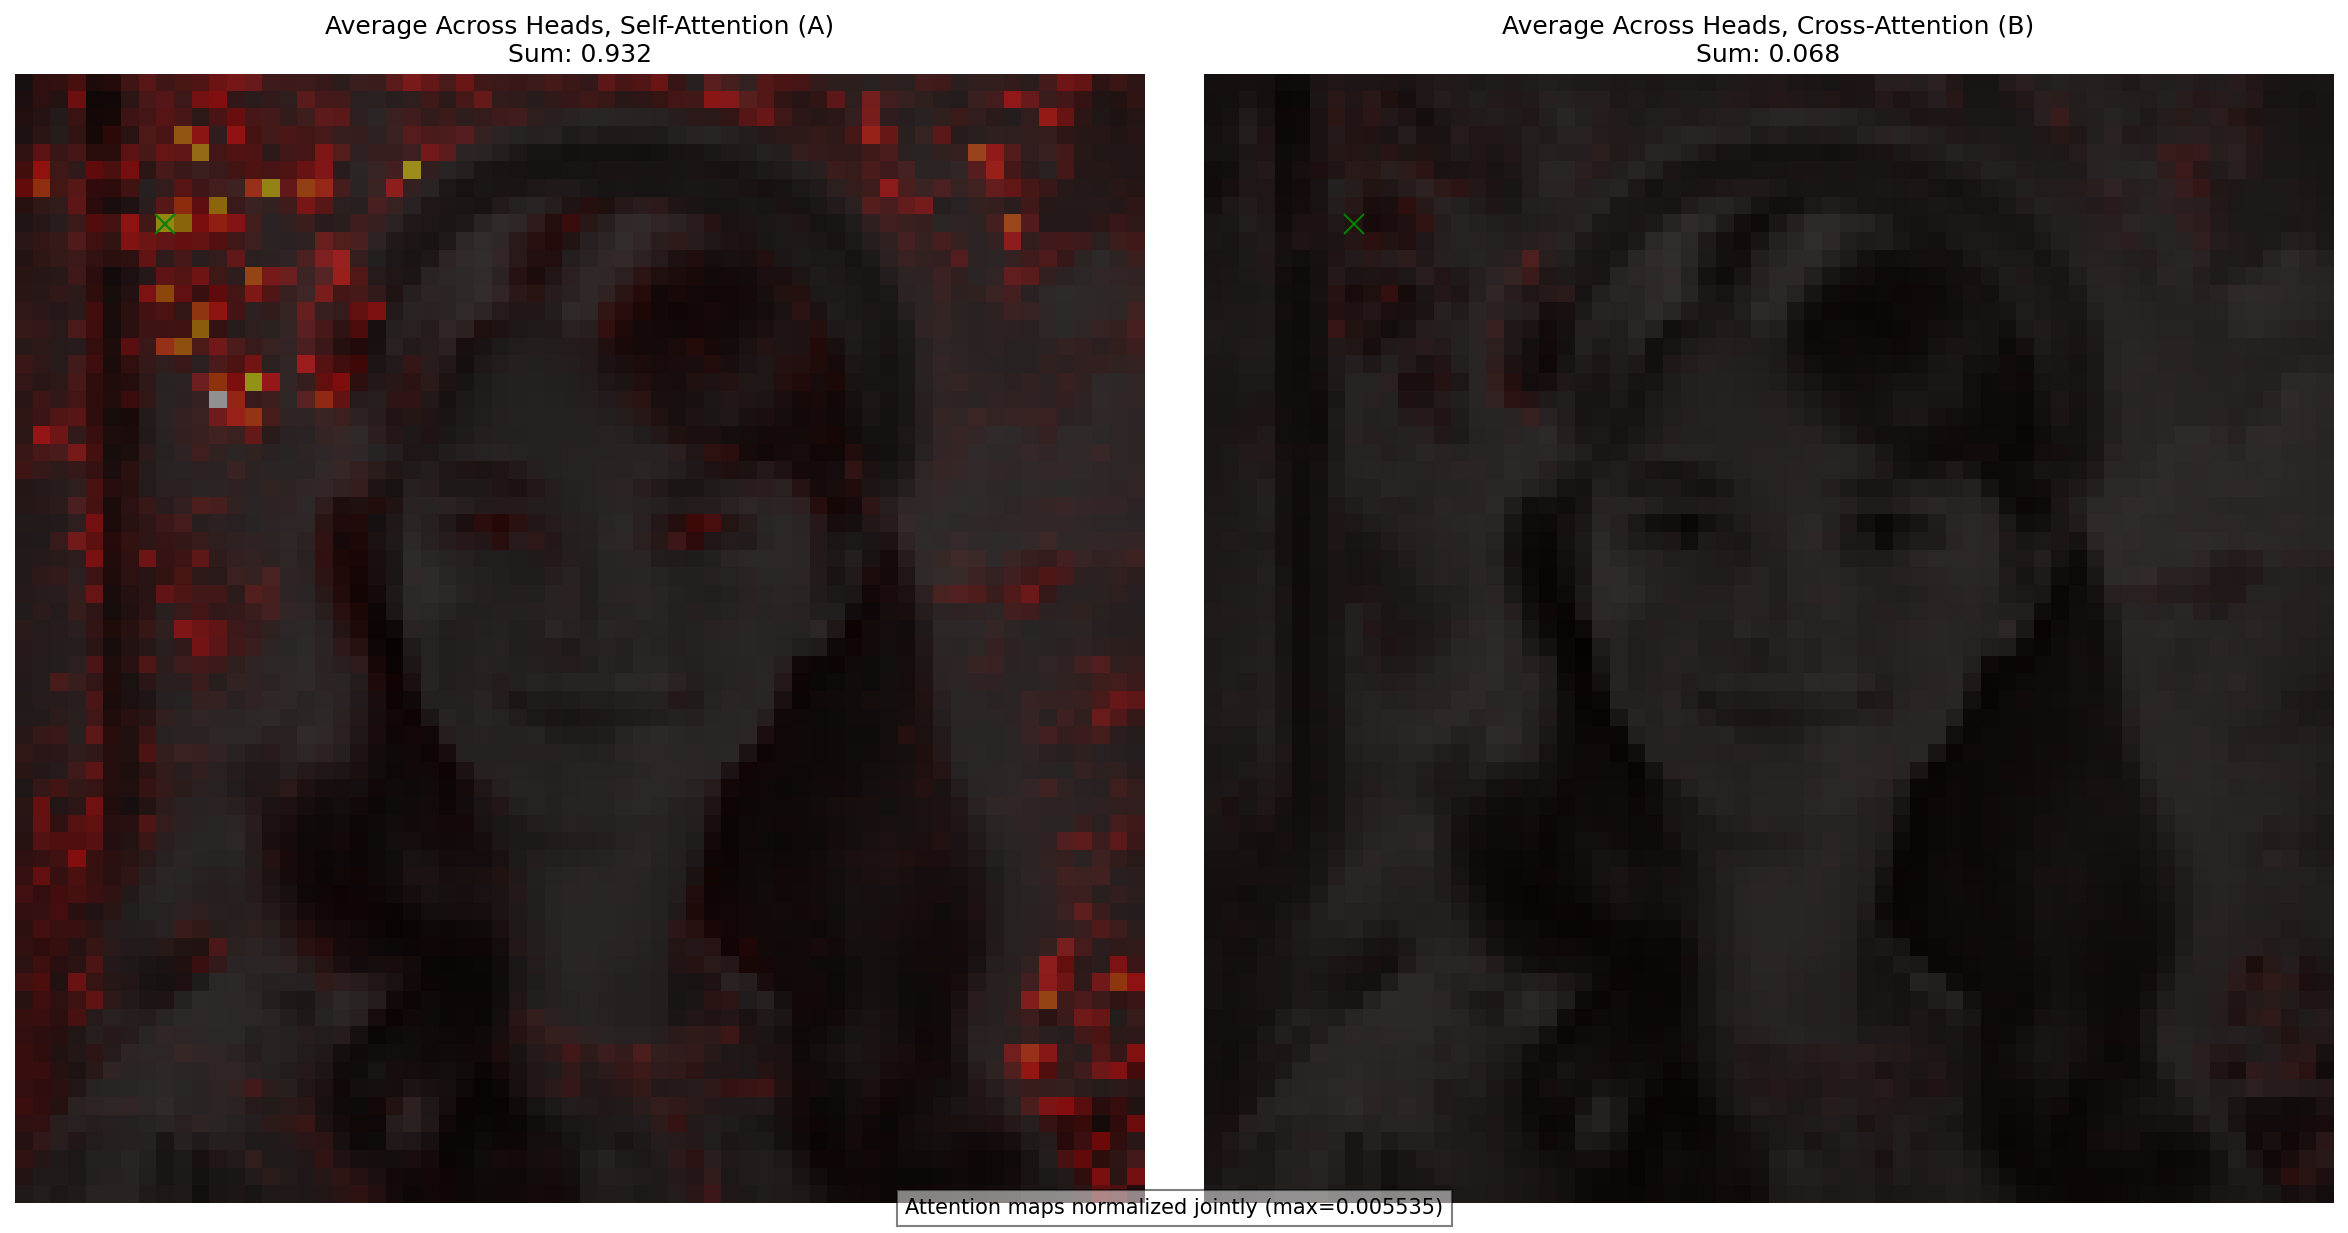 Average Across Heads, Self-Attention (A)
Sum: 0.932
Average Across Heads, Cross-Attention (B)
Sum: 0.068
Attention maps normalized jointly (max=0.005535)